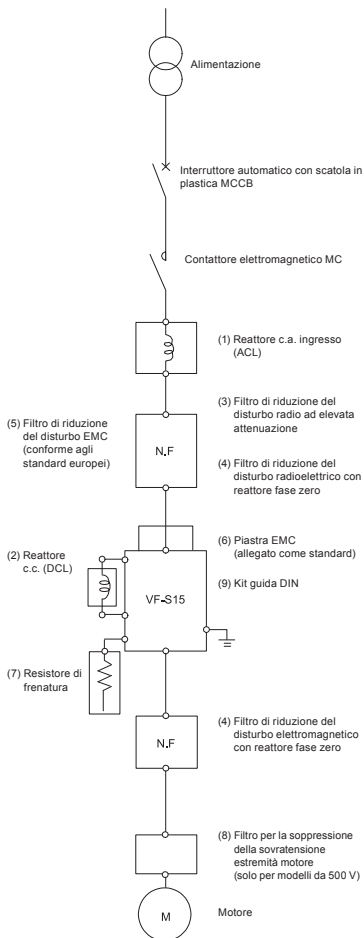 Alimentazione
Interruttore automatico con scatola in
plastica MCCB
Contattore elettromagnetico MC
(1) Reattore c.a. ingresso
(ACL)
(3) Filtro di riduzione del
disturbo radio ad elevata
attenuazione
(5) Filtro di riduzione
del disturbo EMC
(conforme agli
standard europei)
N.F
(4) Filtro di riduzione del
disturbo radioelettrico con
reattore fase zero
(6) Piastra EMC
(allegato come standard)
(2) Reattore
c.c. (DCL)
(9) Kit guida DIN
VF-S15
(7) Resistore di
frenatura
(4) Filtro di riduzione del
disturbo elettromagnetico
con reattore fase zero
N.F
(8) Filtro per la soppressione
della sovratensione
estremità motore
(solo per modelli da 500 V)
M
Motore